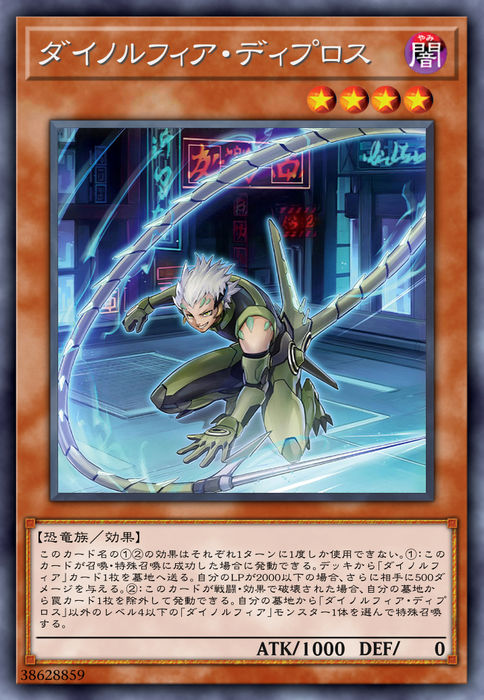 ダイノルフィア・ディプロス
やみ
闇
【恐竜族／効果】
このカード名の①②の効果はそれぞれ1ターンに1度しか使用できない。①：この
カードが召喚・特殊召喚に成功した場合に発動できる。デッキから「ダイノルフ
ィア」カード1枚を墓地へ送る。自分のLPが2000以下の場合、さらに相手に500ダ
メージを与える。②：このカードが戦闘・効果で破壊された場合、自分の墓地か
ら罠カード1枚を除外して発動できる。自分の墓地から「ダイノルフィア・ディプ
ロス」以外のレベル4以下の「ダイノルフィア」モンスター1体を選んで特殊召喚
する。
ATK/1000 DEF/ 0
38628859